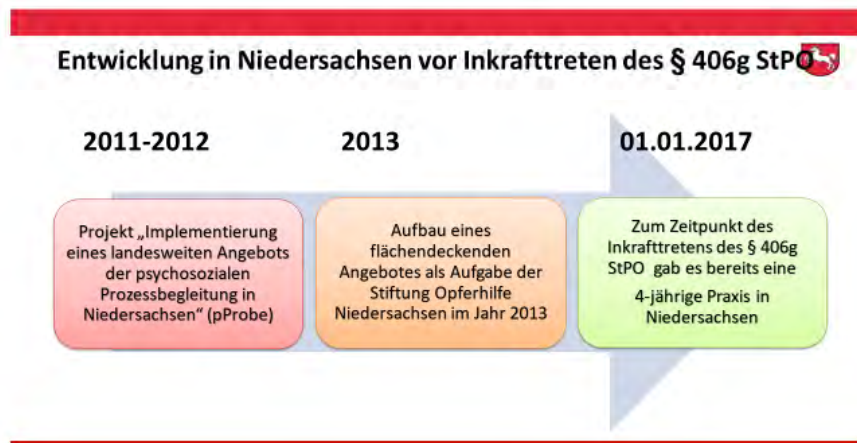 Entwicklung in Niedersachsen vor Inkrafttreten des § 406g StPO
2011-2012
2013
01.01.2017
Projekt „Implementierung
eines landesweiten Angebots
der psychosozialen
Prozessbegleitung in
Niedersachsen“ (pProbe)
Aufbau eines
flächendeckenden
Angebotes als Aufgabe der
Stiftung Opferhilfe
Niedersachsen im Jahr 2013
Zum Zeitpunkt des
Inkrafttretens des § 406g
StPO gab es bereits eine
4-jährige Praxis in
Niedersachsen